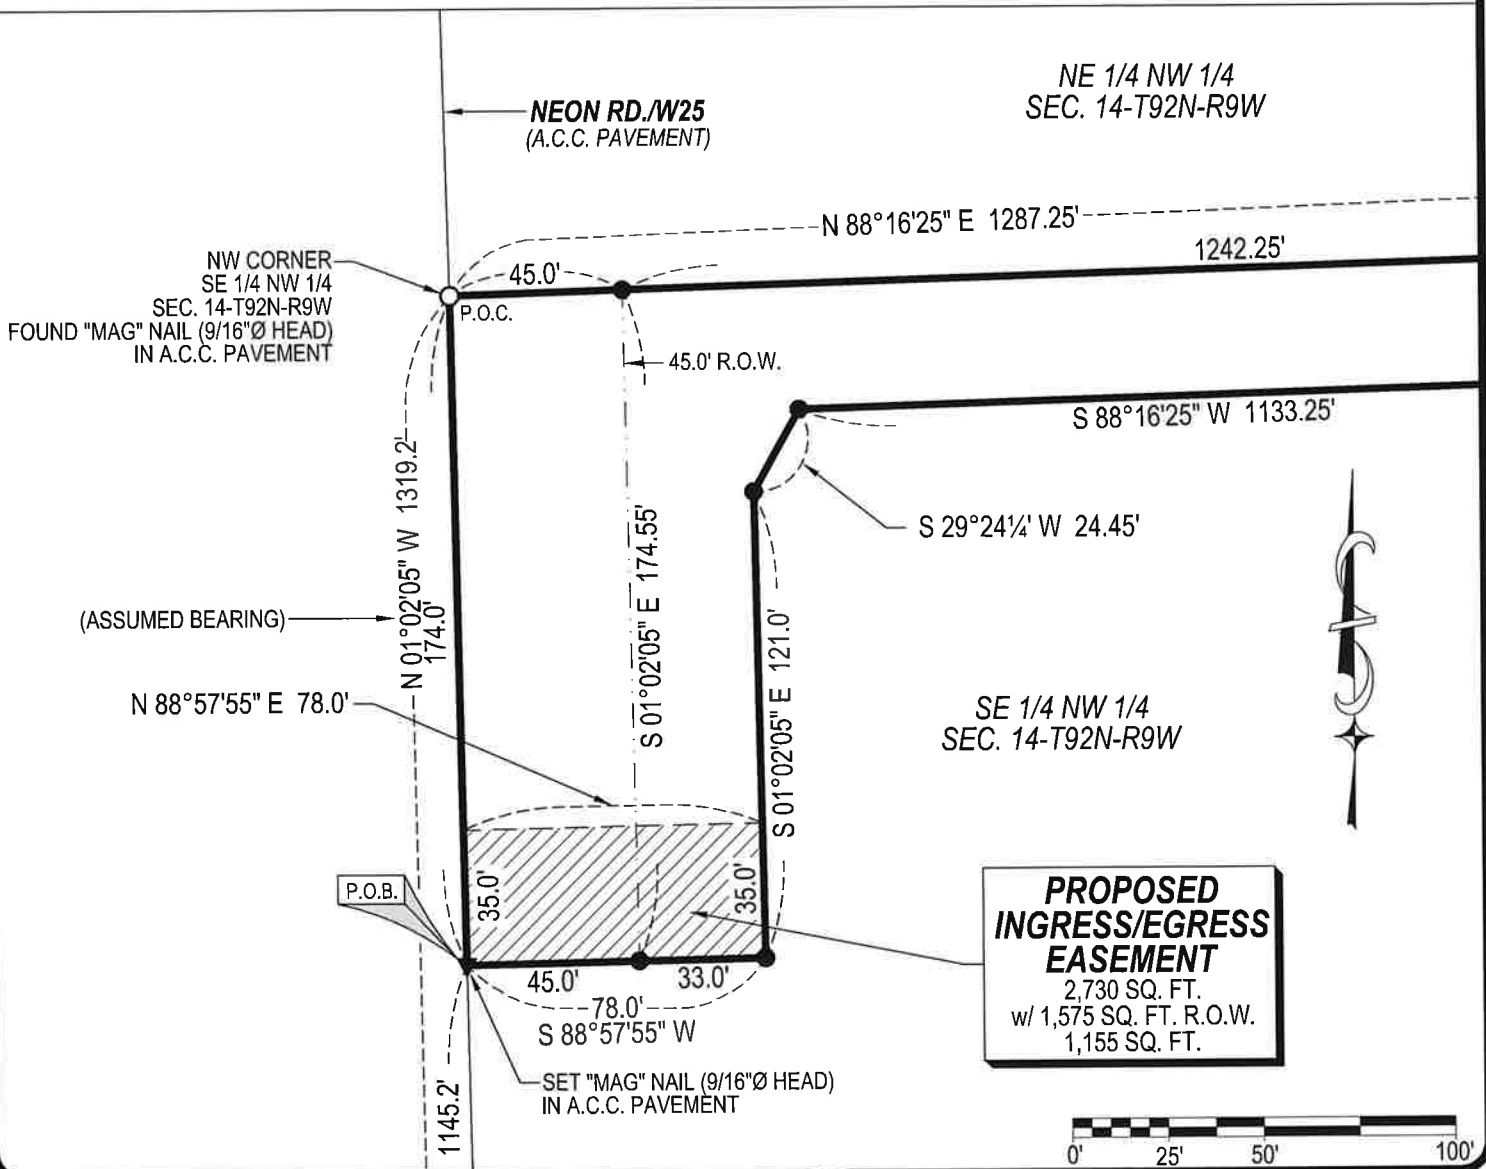 NE 1/4 NW 1/4
SEC. 14-T92N-R9W
NEON RD./W25
(A.C.C. PAVEMENT)
N 88°16'25" E 1287.25'
1242.25'
NW CORNER
SE 1/4 NW 1/4
SEC. 14-T92N-R9W
FOUND "MAG" NAIL (9/16"Ø HEAD)
IN A.C.C. PAVEMENT
45.0'
P.O.C.
45.0' R.O.W.
S 88°16'25" W 1133.25'
S 29°24¼' W 24.45'
N 01°02'05" W 1319.2'
174.0'
(ASSUMED BEARING)
S 01°02'05" E 174.55'
S 01°02'05" E 121.0'
N 88°57'55" E 78.0'
SE 1/4 NW 1/4
SEC. 14-T92N-R9W
P.O.B.
35.0'
35.0'
45.0'
33.0'
78.0'
S 88°57'55" W
PROPOSED
INGRESS/EGRESS
EASEMENT
2,730 SQ. FT.
w/ 1,575 SQ. FT. R.O.W.
1,155 SQ. FT.
SET "MAG" NAIL (9/16"Ø HEAD)
IN A.C.C. PAVEMENT
1145.2'
0' 25' 50' 100'